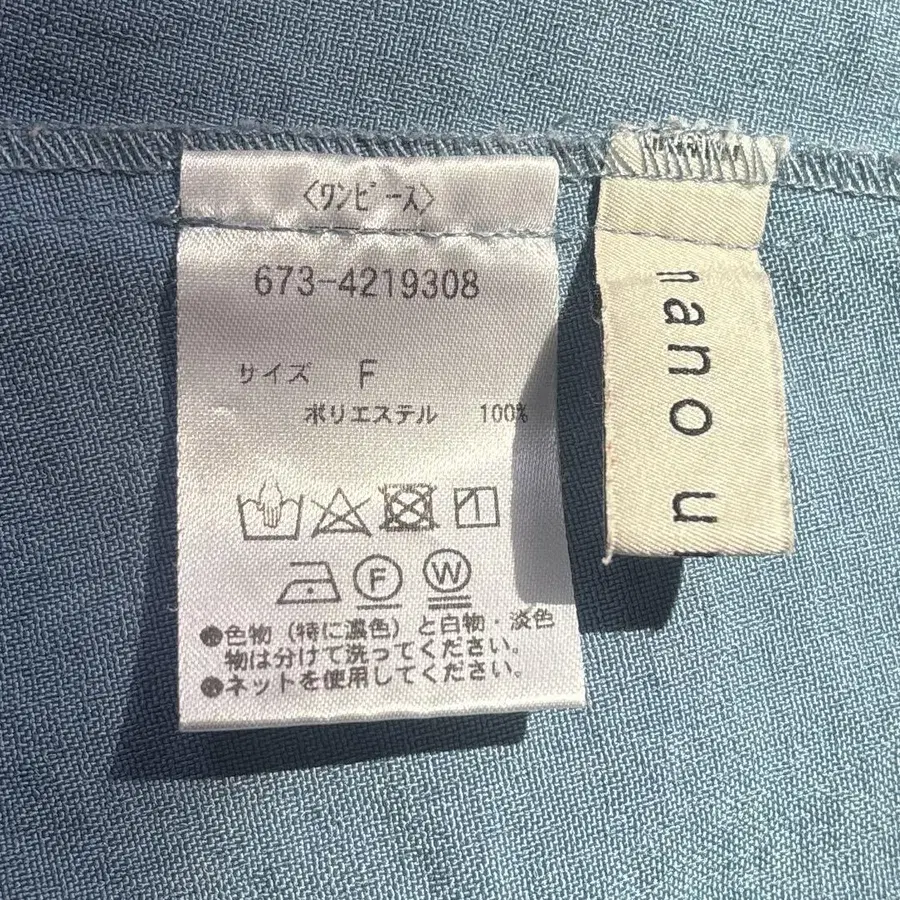 〈ワンピース〉
673-4219308
サイズ F
ポリエステル 100%
F
W
●色物（特に濃色）と白物・淡色
物は分けて洗ってください。
●ネットを使用してください。
nano u